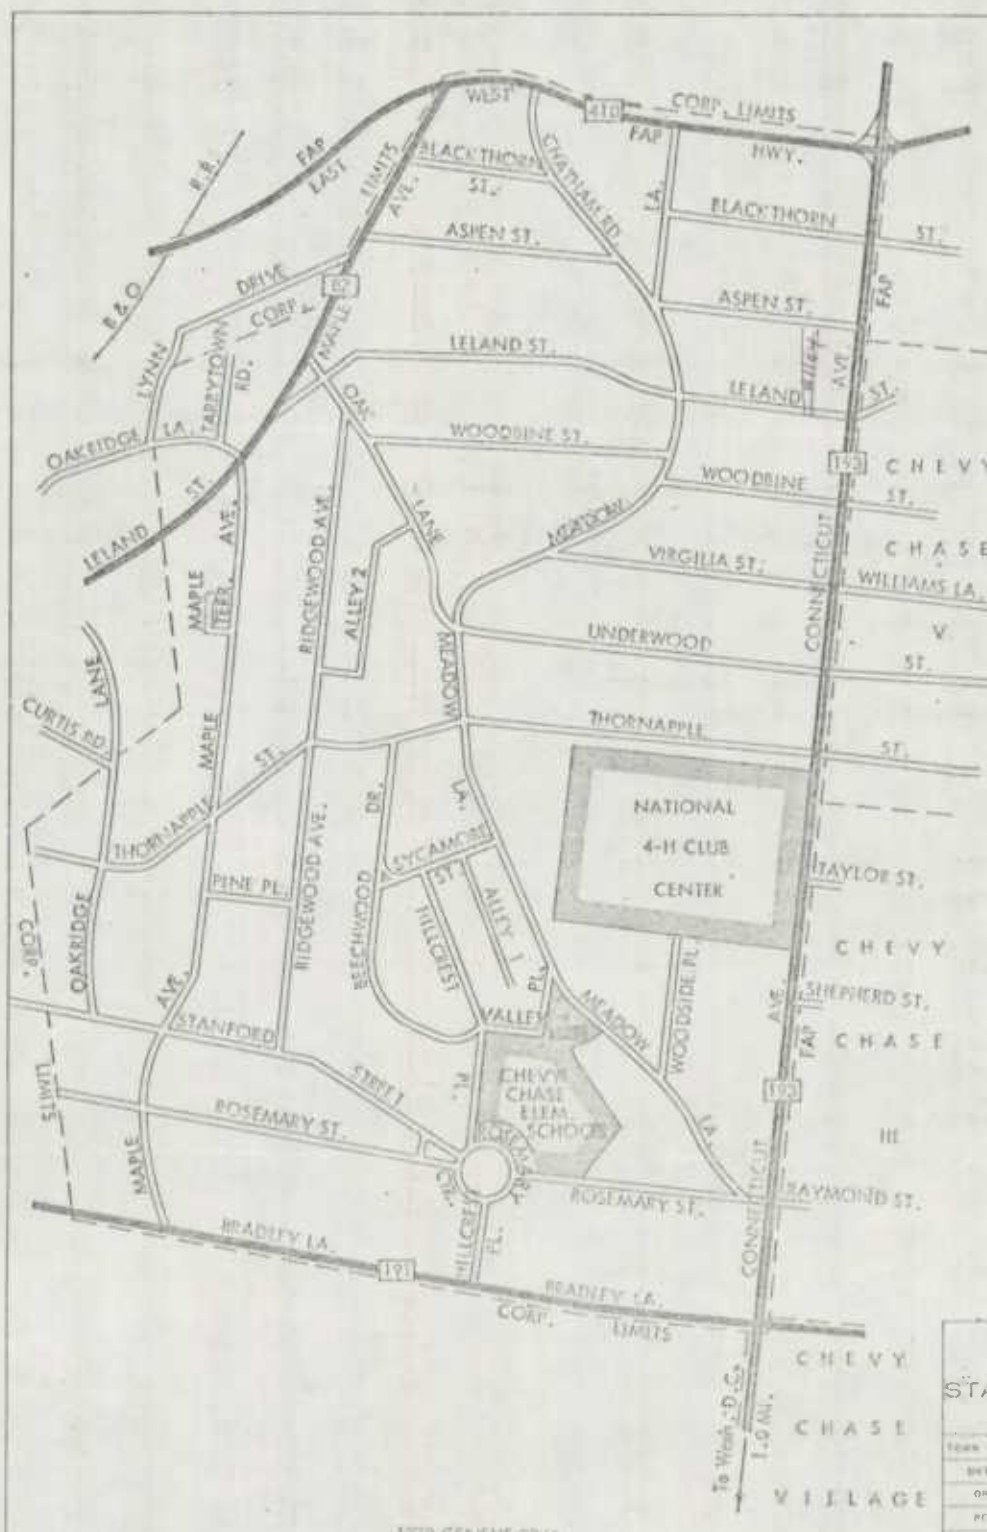 WEST
410
CORP. LIMITS
FAP
HWY.
FAP
EAST
R.R.
B & O
LIMITS
AVE.
BLACKTHORN
ST.
CHATHAM RD.
LA.
BLACKTHORN
ST.
ASPEN ST.
ASPEN ST.
FAP
DRIVE
CORP.
MAPLE
LYNN
TARRYTOWN
RD.
LELAND ST.
LELAND
Alley
AVE.
ST.
OAK
LANE
OAKRIDGE LA.
WOODBINE ST.
WOODBINE
ST.
193
CHEVY
CHASE
V
LELAND ST.
MAPLE AVE.
TERR.
RIDGEWOOD AVE.
ALLEY 2
MEADOW
VIRGILIA ST.
WILLIAMS LA.
CONNECTICUT
UNDERWOOD
ST.
MEADOW
LANE
CURTIS RD.
THORNAPPLE
ST.
MAPLE
ST.
THORNAPPLE
NATIONAL
4-H CLUB
CENTER
DR.
LA.
RIDGEWOOD AVE.
SYCAMORE
ST.
PINE PL.
BEECHWOOD
HILLCREST
ALLEY 1
TAYLOR ST.
CHEVY
CHASE
III
OAKRIDGE
CORP.
AVE.
STANFORD
STREET
VALLEY
PL.
MEADOW
WOODSIDE PL.
AVE.
FAP
SHEPHERD ST.
LIMITS
PL.
CHEVY
CHASE
ELEM.
SCHOOLS
193
ROSEMARY ST.
ROSEMARY
CIR.
LA.
ROSEMARY ST.
RAYMOND ST.
MAPLE
CONNECTICUT
BRADLEY LA.
191
HILLCREST
PL.
BRADLEY LA.
CORP.
LIMITS
To Wash. D.C.
1.0 Mi.
CHEVY
CHASE
VILLAGE
STA
TOWN